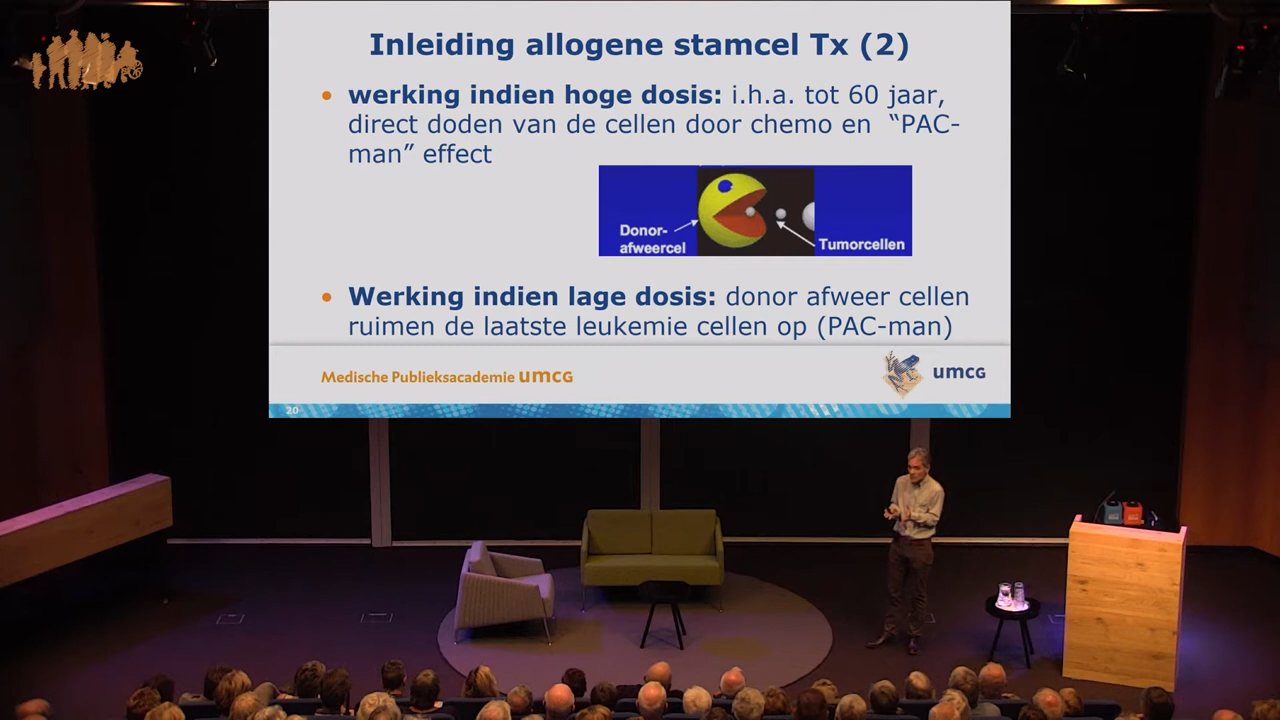 Inleiding allogene stamcel Tx (2)
• werking indien hoge dosis: i.h.a. tot 60 jaar,
direct doden van de cellen door chemo en “PAC-
man” effect
Donor-
afweercel
Tumorcellen
• Werking indien lage dosis: donor afweer cellen
ruimen de laatste leukemie cellen op (PAC-man)
Medische Publieksacademie umcg
umcg
20